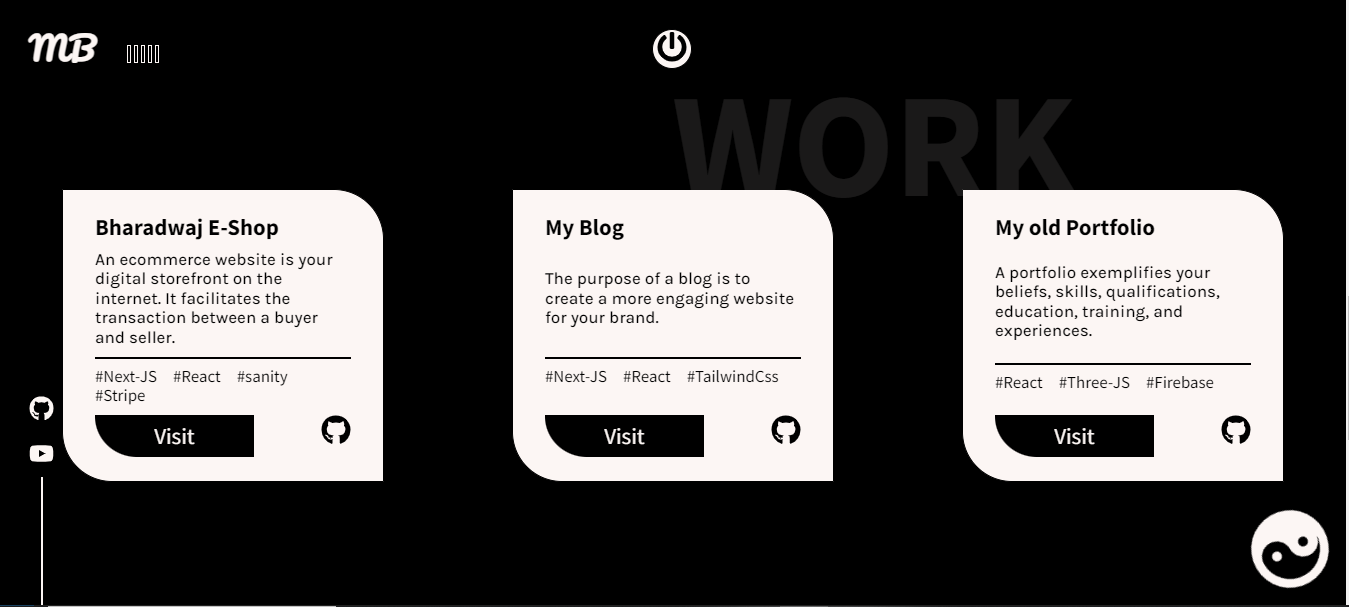 MB
WORK
Bharadwaj E-Shop
An ecommerce website is your
digital storefront on the
internet. It facilitates the
transaction between a buyer
and seller.
#Next-JS #React #sanity
#Stripe
Visit
My Blog
The purpose of a blog is to
create a more engaging website
for your brand.
#Next-JS #React #TailwindCss
Visit
My old Portfolio
A portfolio exemplifies your
beliefs, skills, qualifications,
education, training, and
experiences.
#React #Three-JS #Firebase
Visit